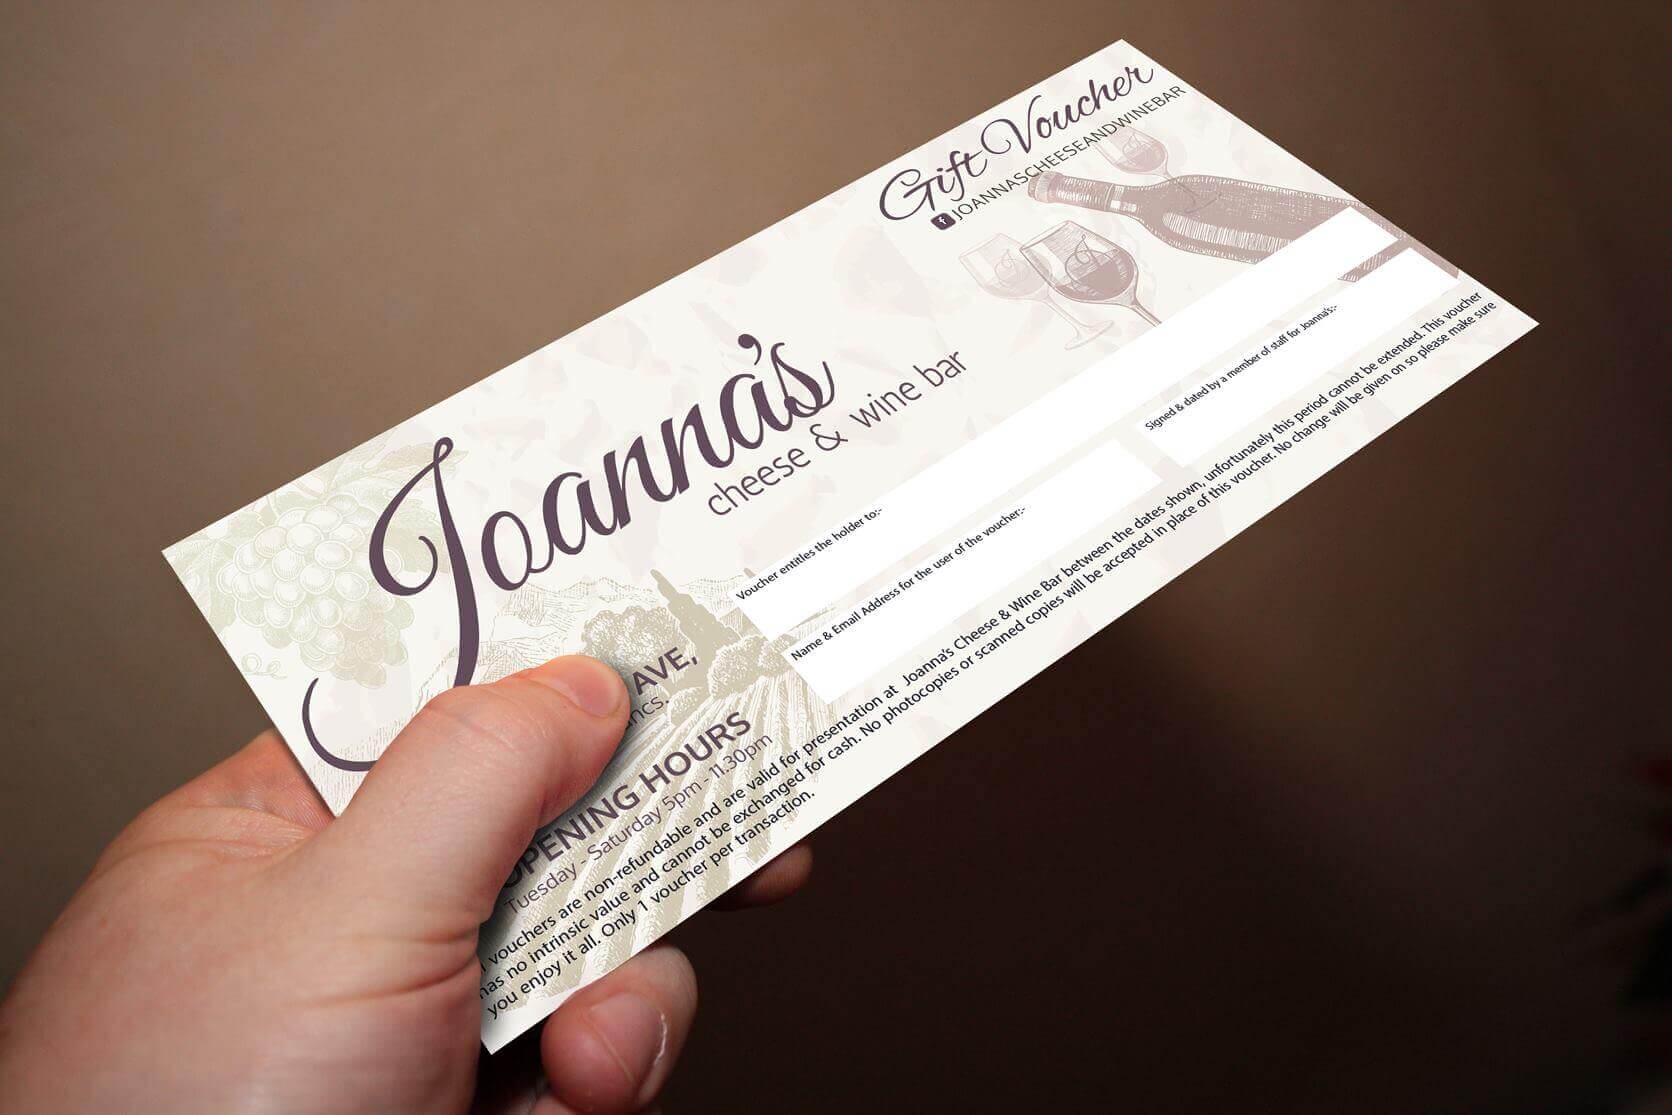 Gift Voucher
JOANNASCHEESEANDWINEBAR
Joanna's
cheese & wine bar
AVE,
OPENING HOURS
Tuesday - Saturday 5pm - 11.30pm
Voucher entitles the holder to:-
Name & Email Address for the user of the voucher:-
Signed & dated by a member of staff for Joanna's:-
vouchers are non-refundable and are valid for presentation at Joanna's Cheese & Wine Bar between the dates shown, unfortunately this period cannot be extended. This voucher
has no intrinsic value and cannot be exchanged for cash. No photocopies or scanned copies will be accepted in place of this voucher. No change will be given on so please make sure
you enjoy it all. Only 1 voucher per transaction.